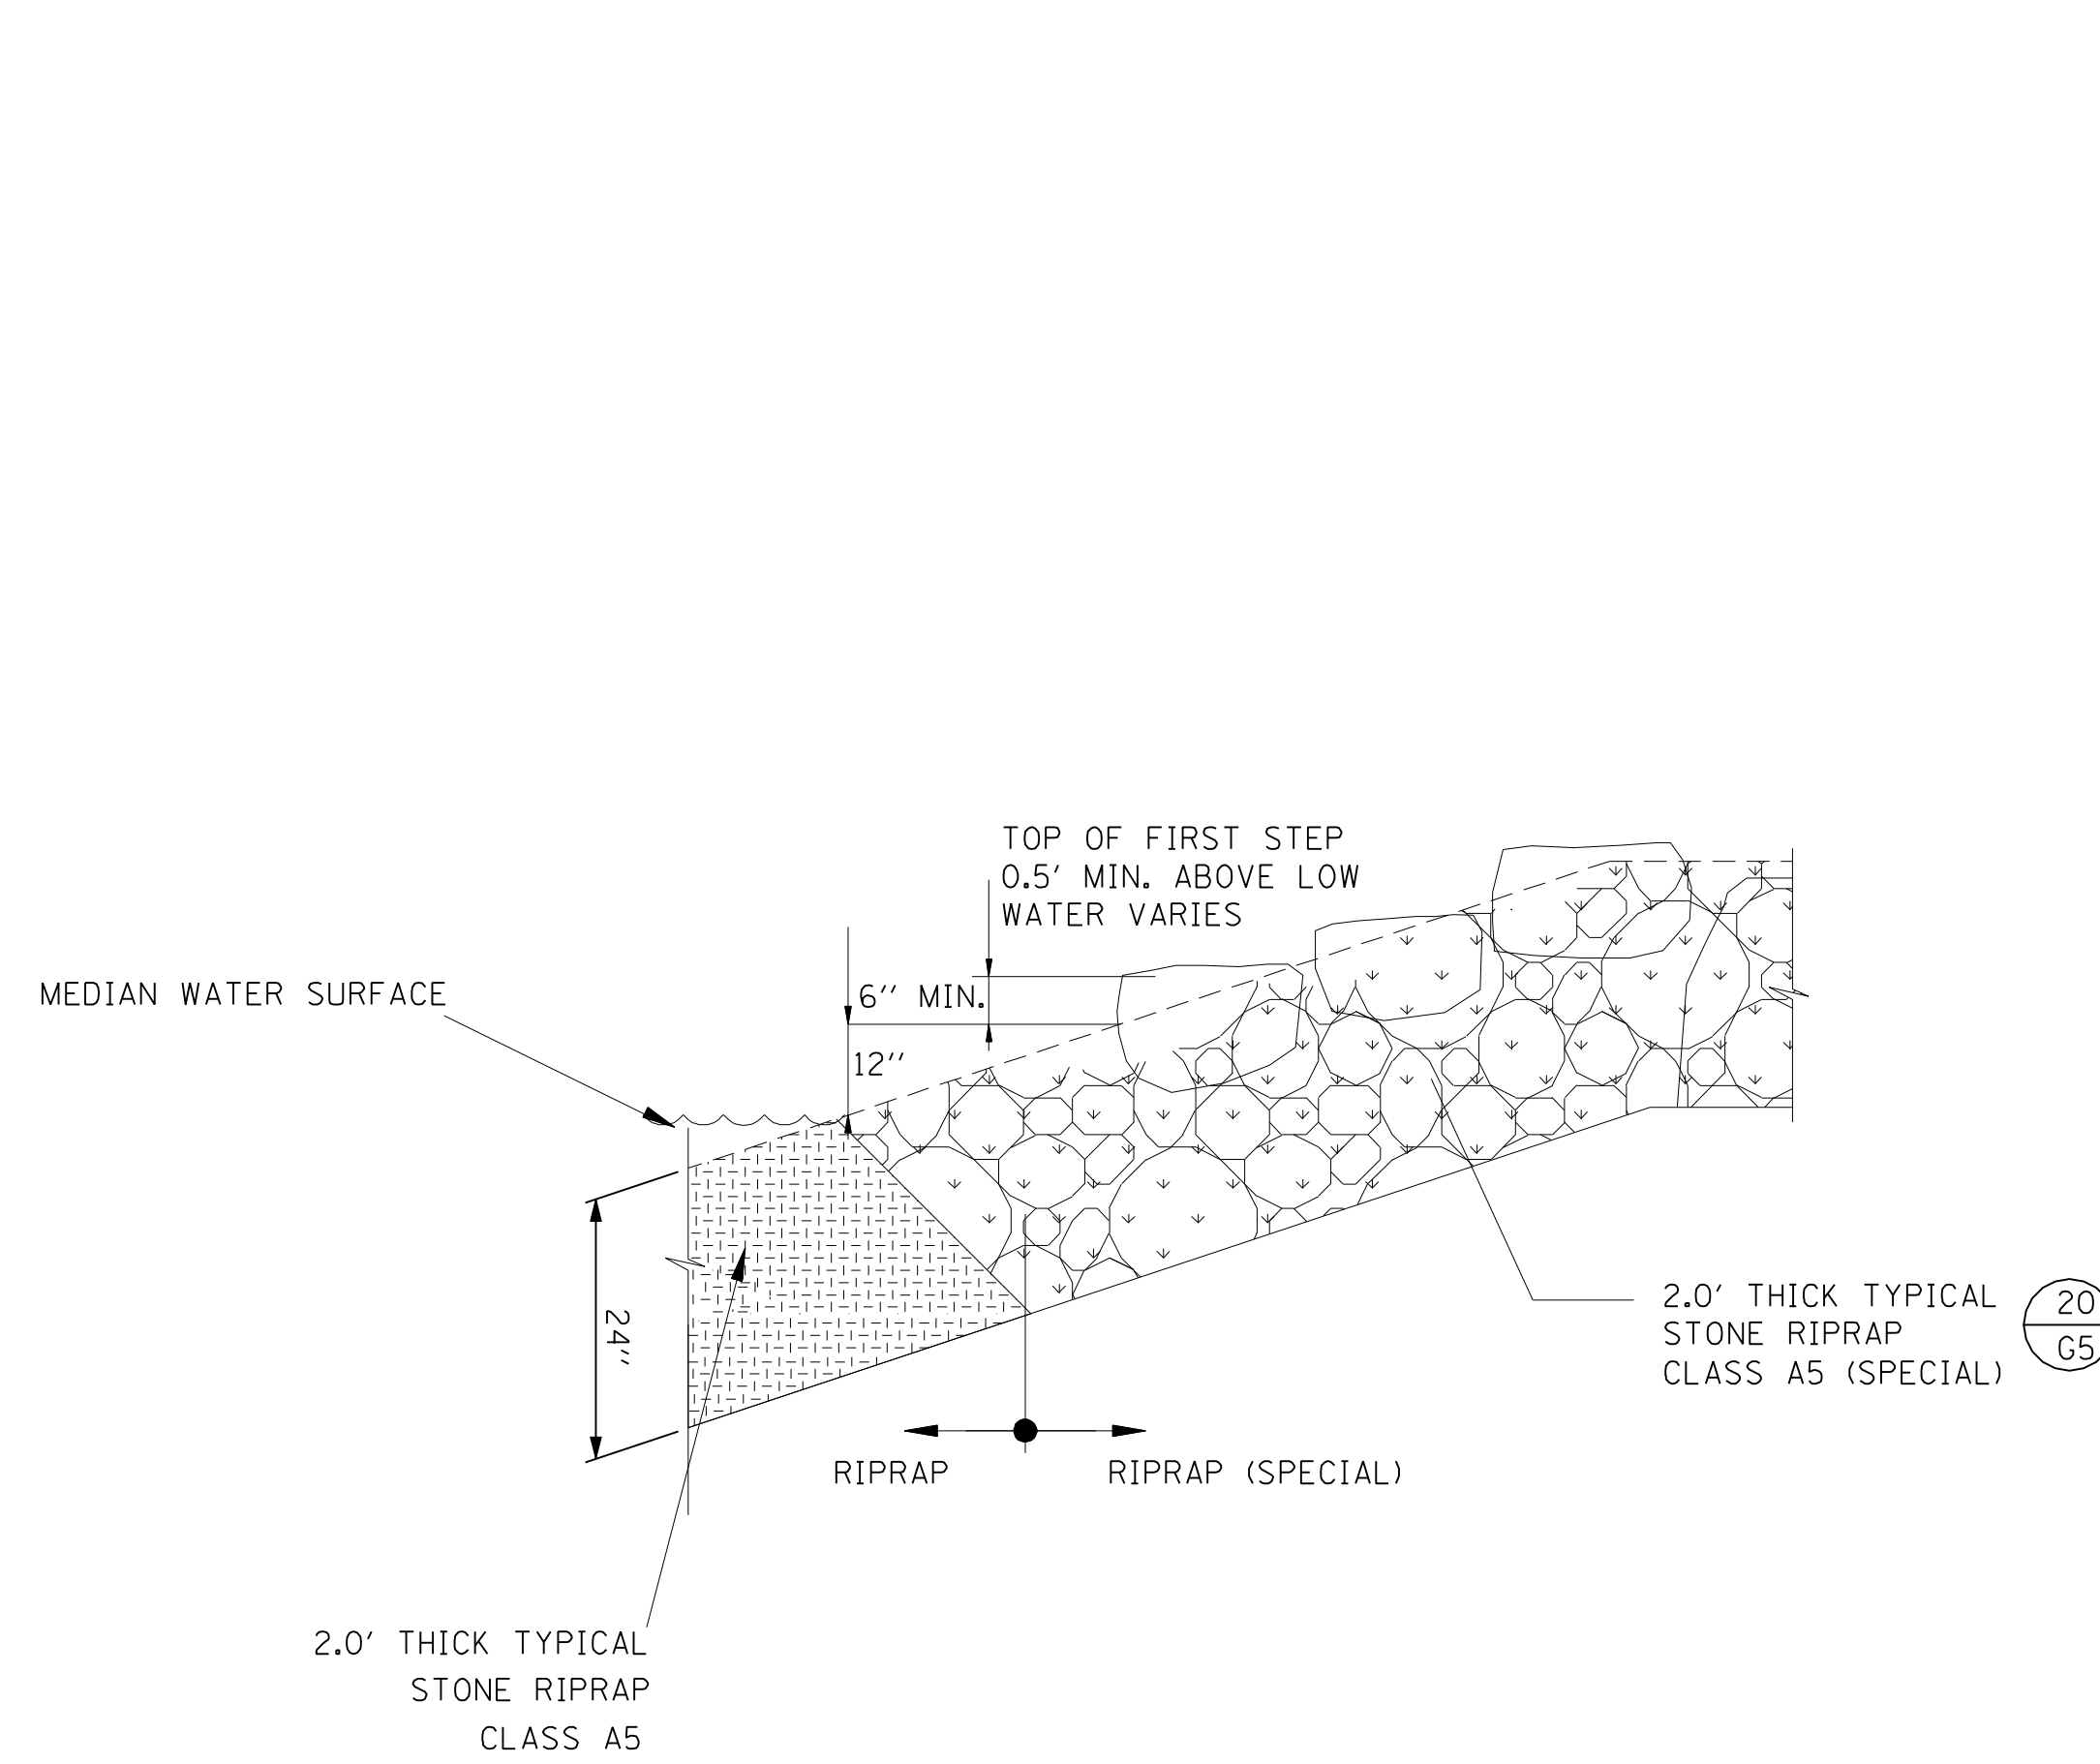 TOP OF FIRST STEP
0.5' MIN. ABOVE LOW
WATER VARIES
MEDIAN WATER SURFACE
6'' MIN.
12''
24''
2.0' THICK TYPICAL
STONE RIPRAP
CLASS A5 (SPECIAL)
20
G5
RIPRAP
RIPRAP (SPECIAL)
2.0' THICK TYPICAL
STONE RIPRAP
CLASS A5